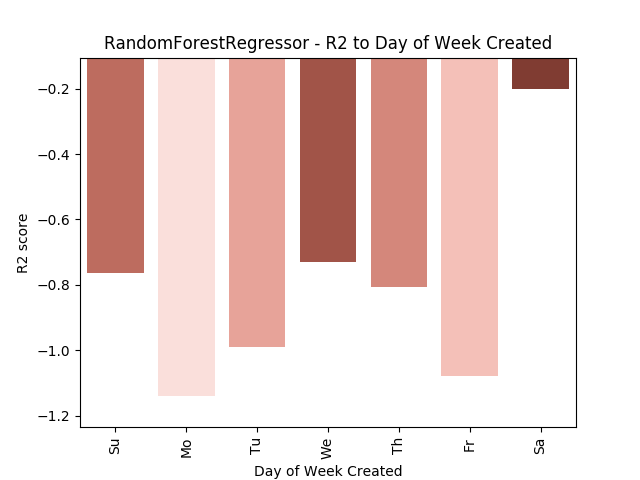 RandomForestRegressor - R2 to Day of Week Created
−0.2
−0.4
−0.6
−0.8
−1.0
−1.2
R2 score
Su
Mo
Tu
We
Th
Fr
Sa
Day of Week Created